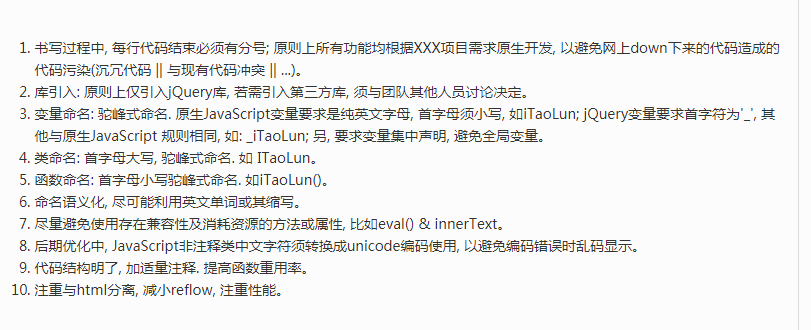 1. 书写过程中, 每行代码结束必须有分号; 原则上所有功能均根据XXX项目需求原生开发, 以避免网上down下来的代码造成的
代码污染(沉冗代码 || 与现有代码冲突 || ...)。
2. 库引入: 原则上仅引入jQuery库, 若需引入第三方库, 须与团队其他人员讨论决定。
3. 变量命名: 驼峰式命名. 原生JavaScript变量要求是纯英文字母, 首字母须小写, 如iTaoLun; jQuery变量要求首字符为'_', 其
他与原生JavaScript 规则相同, 如: _iTaoLun; 另, 要求变量集中声明, 避免全局变量。
4. 类命名: 首字母大写, 驼峰式命名. 如 ITaoLun。
5. 函数命名: 首字母小写驼峰式命名. 如iTaoLun()。
6. 命名语义化, 尽可能利用英文单词或其缩写。
7. 尽量避免使用存在兼容性及消耗资源的方法或属性, 比如eval() & innerText。
8. 后期优化中, JavaScript非注释类中文字符须转换成unicode编码使用, 以避免编码错误时乱码显示。
9. 代码结构明了, 加适量注释. 提高函数重用率。
10. 注重与html分离, 减小reflow, 注重性能。